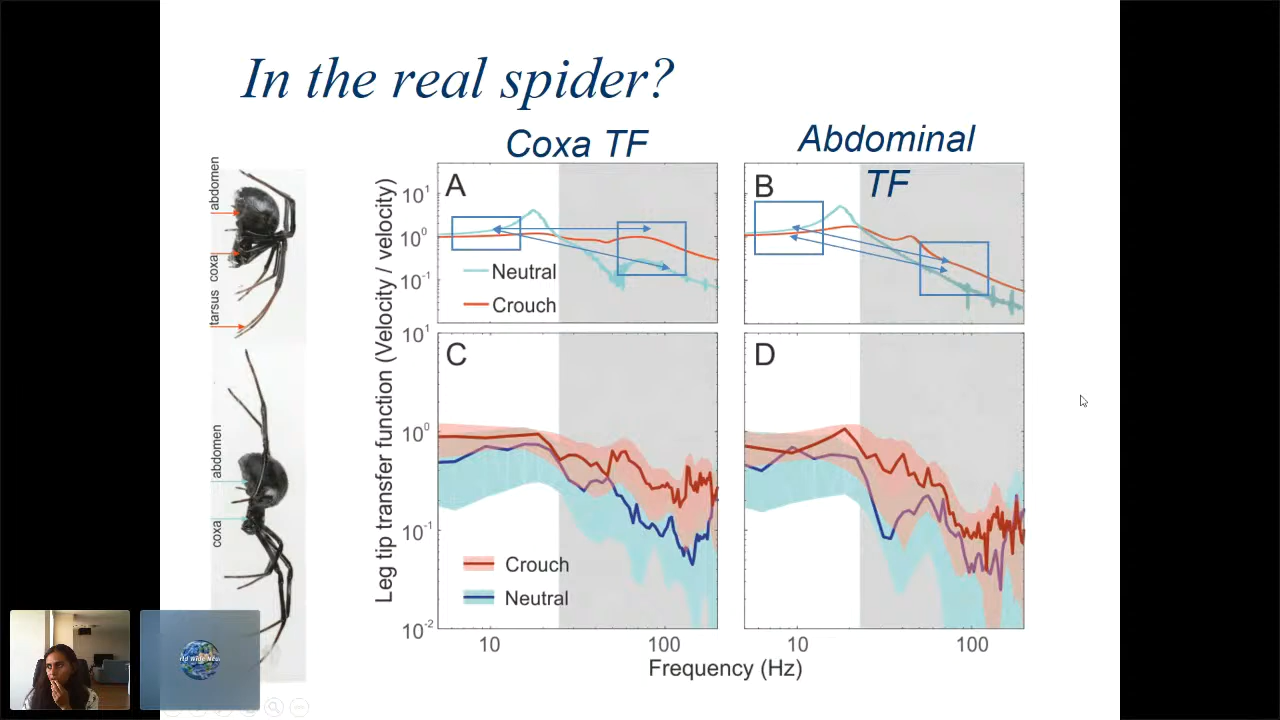 In the real spider?
Coxa TF
Abdominal
TF
abdomen
coxa
tarsus
abdomen
coxa
Leg tip transfer function (Velocity / velocity)
A
10¹
10⁰
10⁻¹
Neutral
Crouch
B
C
10¹
10⁰
10⁻¹
10⁻²
Crouch
Neutral
D
10
100
10
100
Frequency (Hz)